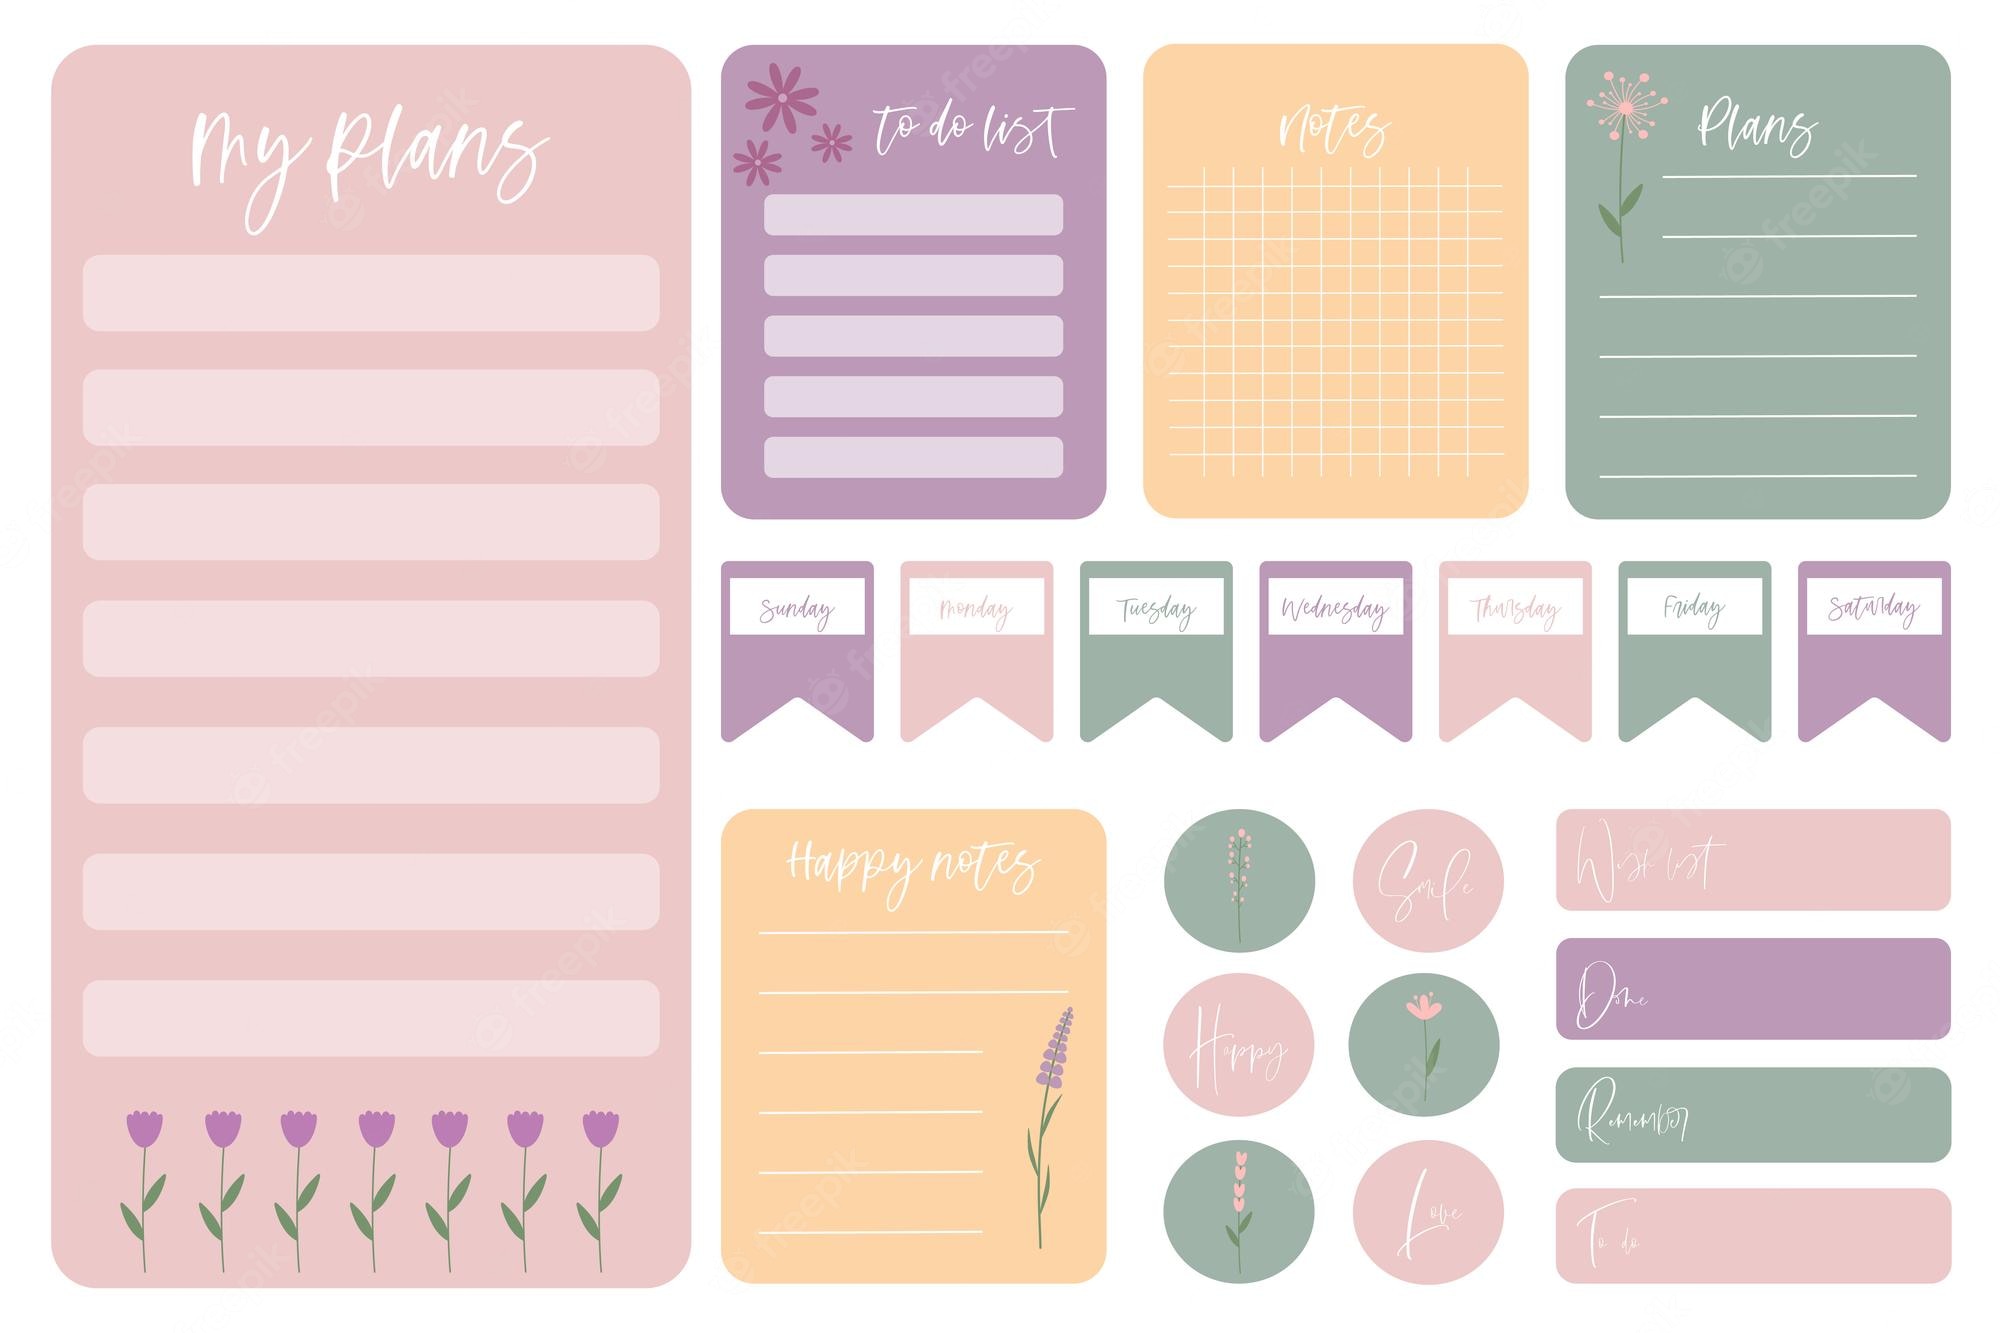 My plans
to do list
Notes
Plans
Sunday
Monday
Tuesday
Wednesday
Thursday
Friday
Saturday
Happy notes
Smile
Happy
Love
Wish list
Done
Remember
To do
freepik